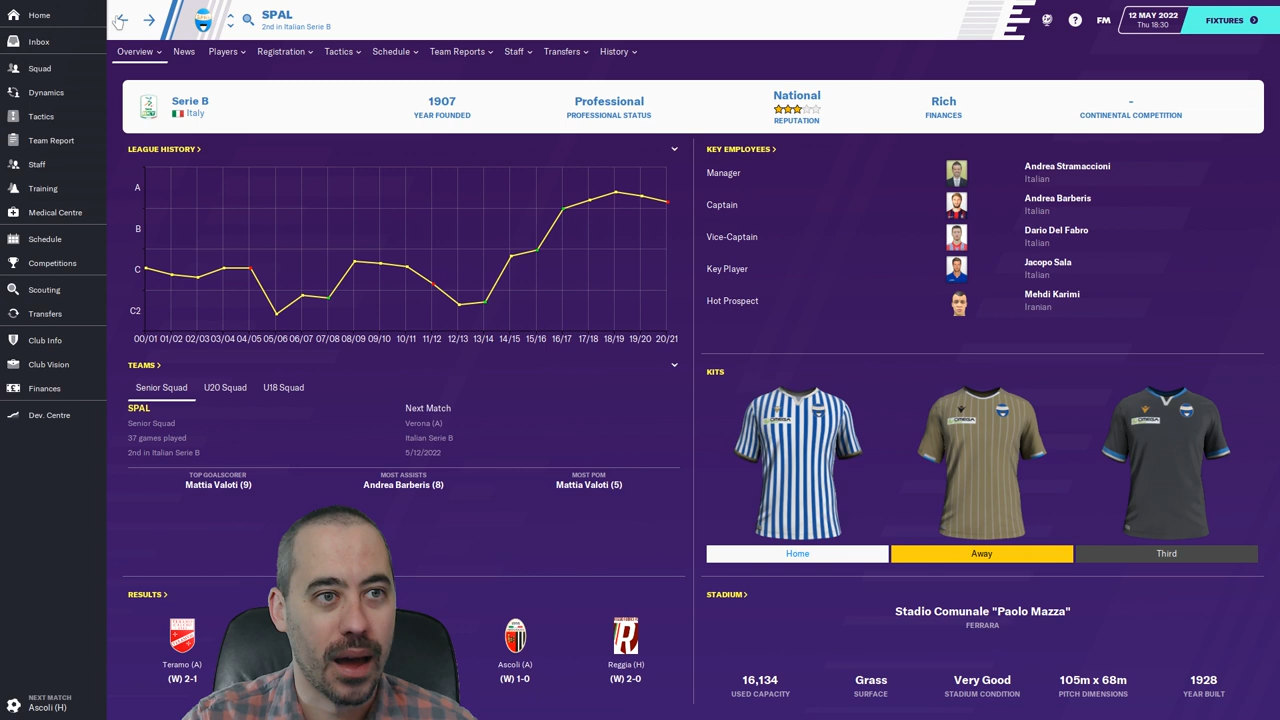 Home
Inbox
Squad
Dynamics
Tactics
Team Report
Staff
Training
Medical Centre
Schedule
Competitions
Scouting
Transfers
Club Info
Club Vision
Finances
Dev. Centre
NEXT MATCH
Ascoli (H)
SPAL
2nd in Italian Serie B
FM
12 MAY 2022
Thu 18:30
FIXTURES
Overview News Players Registration Tactics Schedule Team Reports Staff Transfers History
Serie B
Italy
1907
YEAR FOUNDED
Professional
PROFESSIONAL STATUS
National
REPUTATION
Rich
FINANCES
-
CONTINENTAL COMPETITION
LEAGUE HISTORY
A
B
C
C2
00/01 01/02 02/03 03/04 04/05 05/06 06/07 07/08 08/09 09/10 10/11 11/12 12/13 13/14 14/15 15/16 16/17 17/18 18/19 19/20 20/21
TEAMS
Senior Squad U20 Squad U18 Squad
SPAL
Senior Squad
37 games played
2nd in Italian Serie B
Next Match
Verona (A)
Italian Serie B
5/12/2022
TOP GOALSCORER
Mattia Valoti (9)
MOST ASSISTS
Andrea Barberis (8)
MOST POM
Mattia Valoti (5)
RESULTS
Teramo (A)
(W) 2-1
Ascoli (A)
(W) 1-0
Reggia (H)
(W) 2-0
KEY EMPLOYEES
Manager
Andrea Stramaccioni
Italian
Captain
Andrea Barberis
Italian
Vice-Captain
Dario Del Fabro
Italian
Key Player
Jacopo Sala
Italian
Hot Prospect
Mehdi Karimi
Iranian
KITS
OMEGA
OMEGA
OMEGA
Home
Away
Third
STADIUM
Stadio Comunale "Paolo Mazza"
FERRARA
16,134
USED CAPACITY
Grass
SURFACE
Very Good
STADIUM CONDITION
105m x 68m
PITCH DIMENSIONS
1928
YEAR BUILT